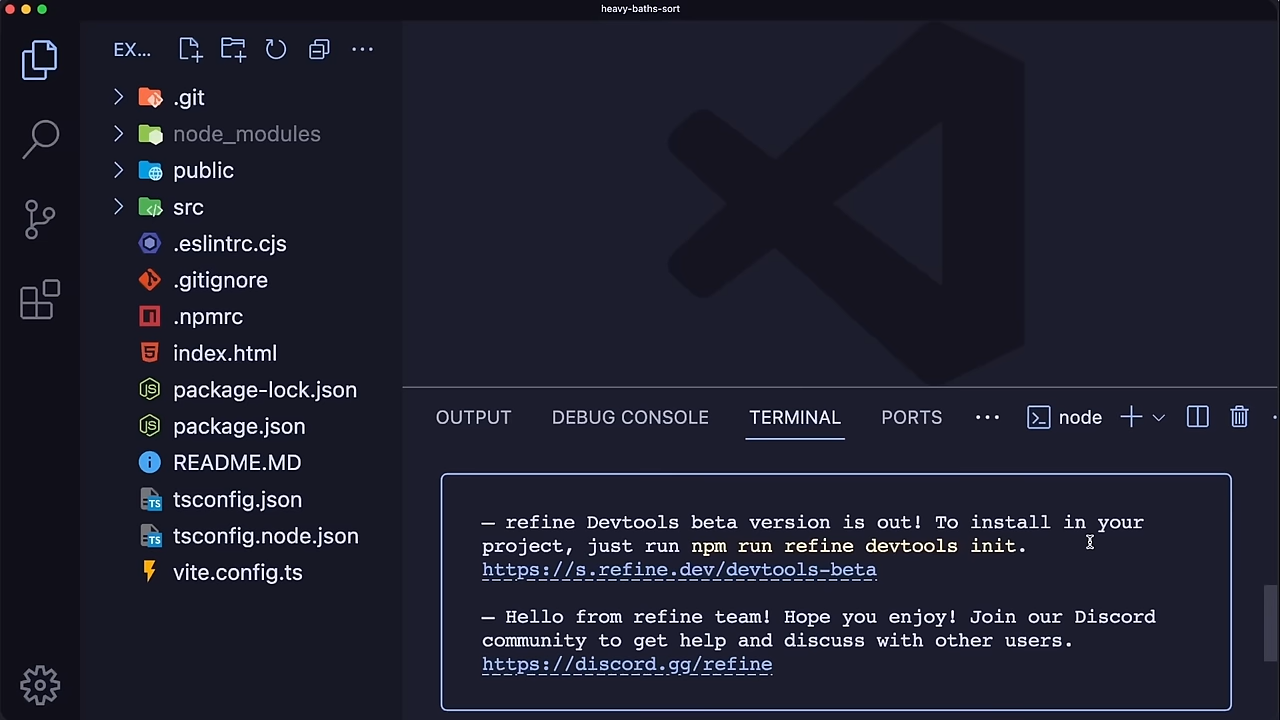 heavy-baths-sort
EX...
.git
node_modules
public
src
.eslintrc.cjs
.gitignore
.npmrc
index.html
package-lock.json
package.json
README.MD
tsconfig.json
tsconfig.node.json
vite.config.ts
OUTPUT DEBUG CONSOLE TERMINAL PORTS ... node
— refine Devtools beta version is out! To install in your
project, just run npm run refine devtools init.
https://s.refine.dev/devtools-beta
— Hello from refine team! Hope you enjoy! Join our Discord
community to get help and discuss with other users.
https://discord.gg/refine